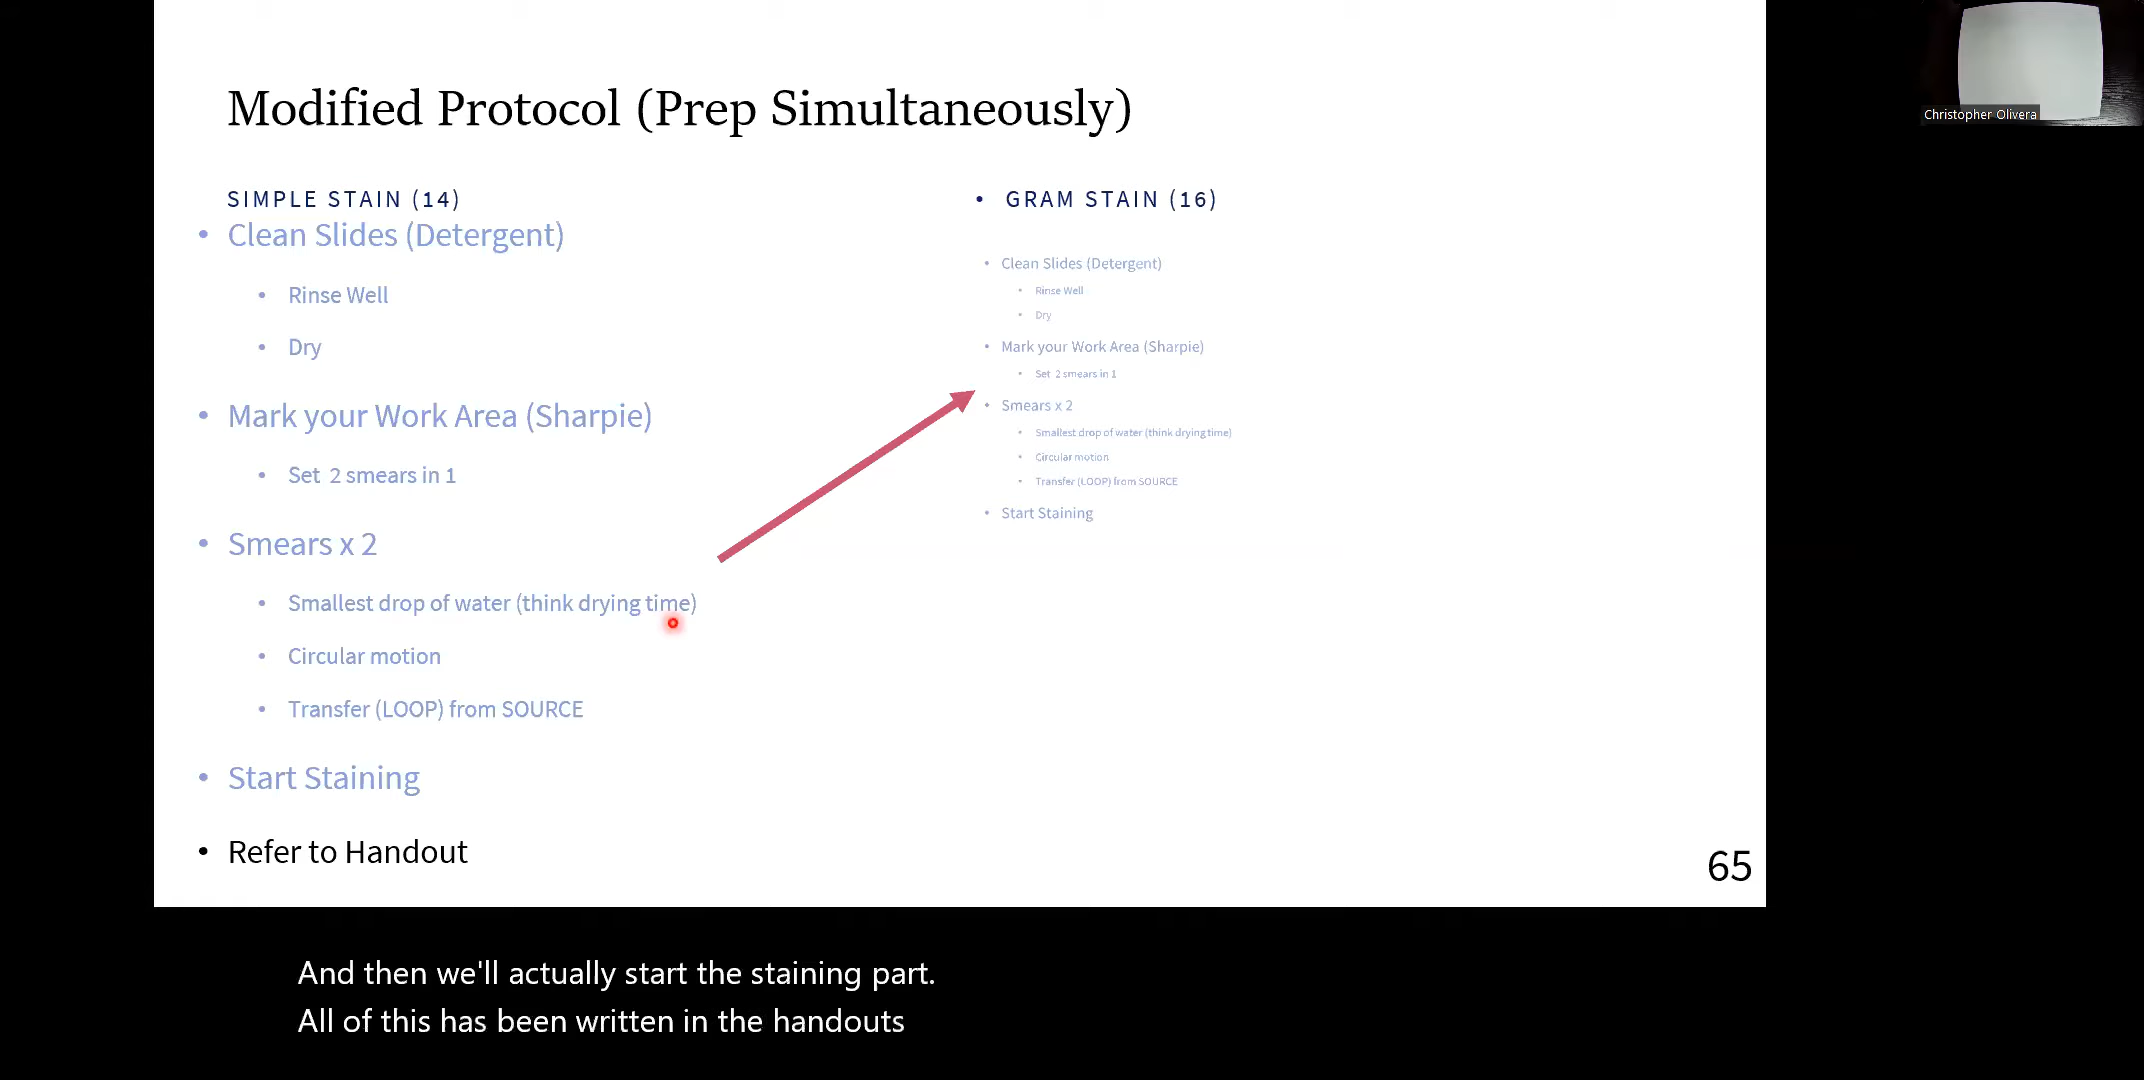 Modified Protocol (Prep Simultaneously)
SIMPLE STAIN (14)
• Clean Slides (Detergent)
• Rinse Well
• Dry
• Mark your Work Area (Sharpie)
• Set 2 smears in 1
• Smears x 2
• Smallest drop of water (think drying time)
• Circular motion
• Transfer (LOOP) from SOURCE
• Start Staining
• Refer to Handout
• GRAM STAIN (16)
• Clean Slides (Detergent)
• Rinse Well
• Dry
• Mark your Work Area (Sharpie)
• Set 2 smears in 1
• Smears x 2
• Smallest drop of water (think drying time)
• Circular motion
• Transfer (LOOP) from SOURCE
• Start Staining
65
Christopher Olivera
And then we'll actually start the staining part.
All of this has been written in the handouts